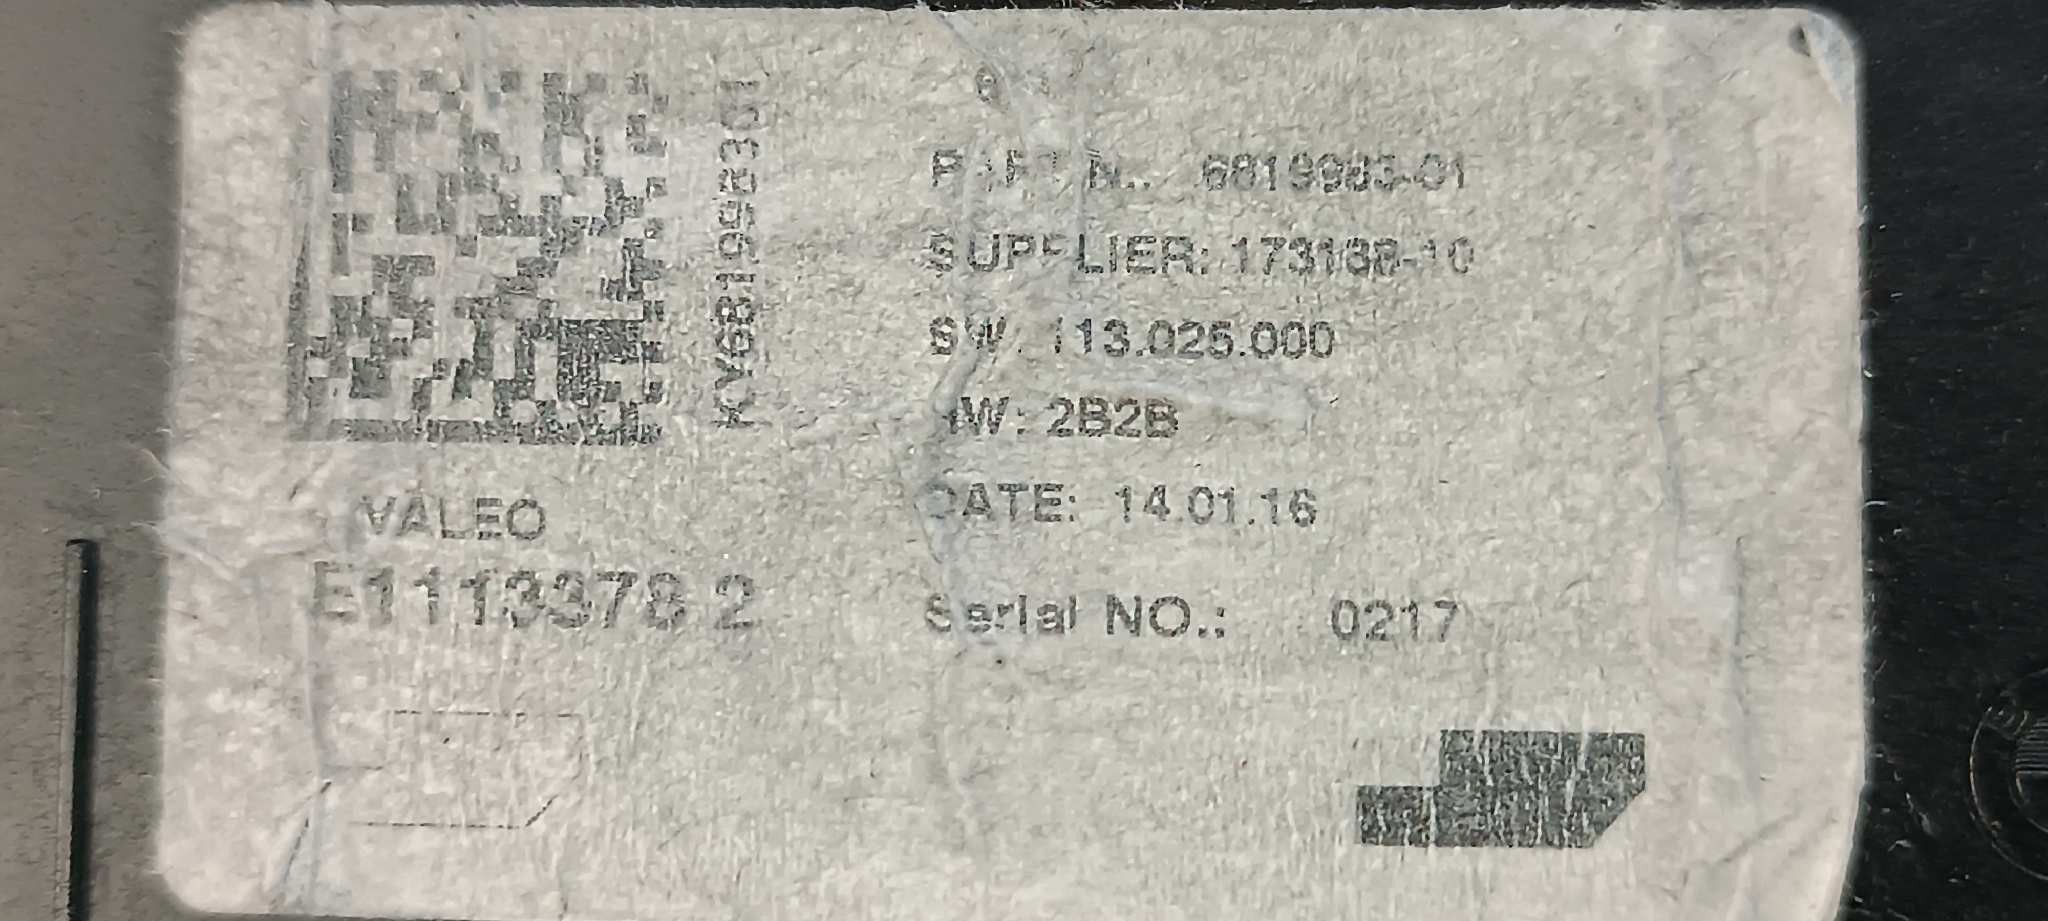 KY681998301
PART N.: 6819983-01
SUPPLIER: 173138-10
SW: 113.025.000
HW: 2B2B
DATE: 14.01.16
VALEO
E1113378 2
Serial NO.: 0217